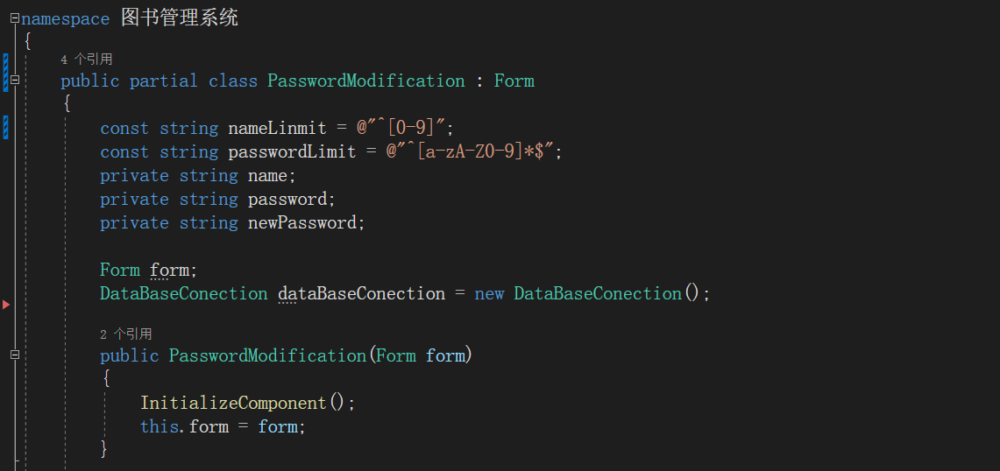 namespace 图书管理系统
{
4 个引用
public partial class PasswordModification : Form
{
const string nameLinmit = @"^[0-9]";
const string passwordLimit = @"^[a-zA-Z0-9]*$";
private string name;
private string password;
private string newPassword;
Form form;
DataBaseConection dataBaseConection = new DataBaseConection();
2 个引用
public PasswordModification(Form form)
{
InitializeComponent();
this.form = form;
}